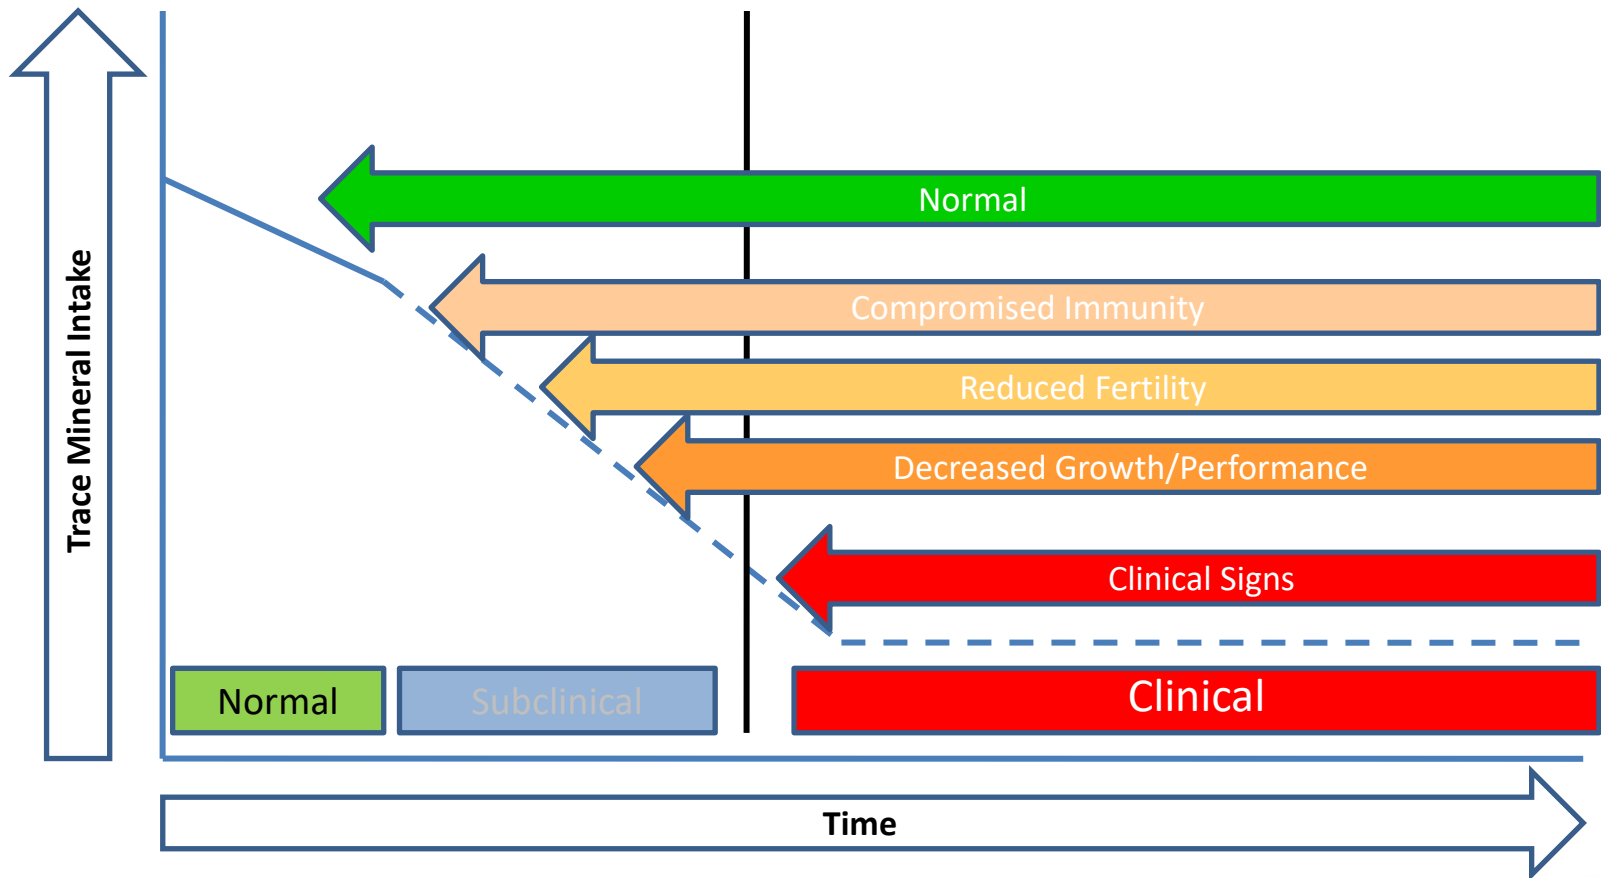 Trace Mineral Intake
Normal
Compromised Immunity
Reduced Fertility
Decreased Growth/Performance
Clinical Signs
Normal
Subclinical
Clinical
Time